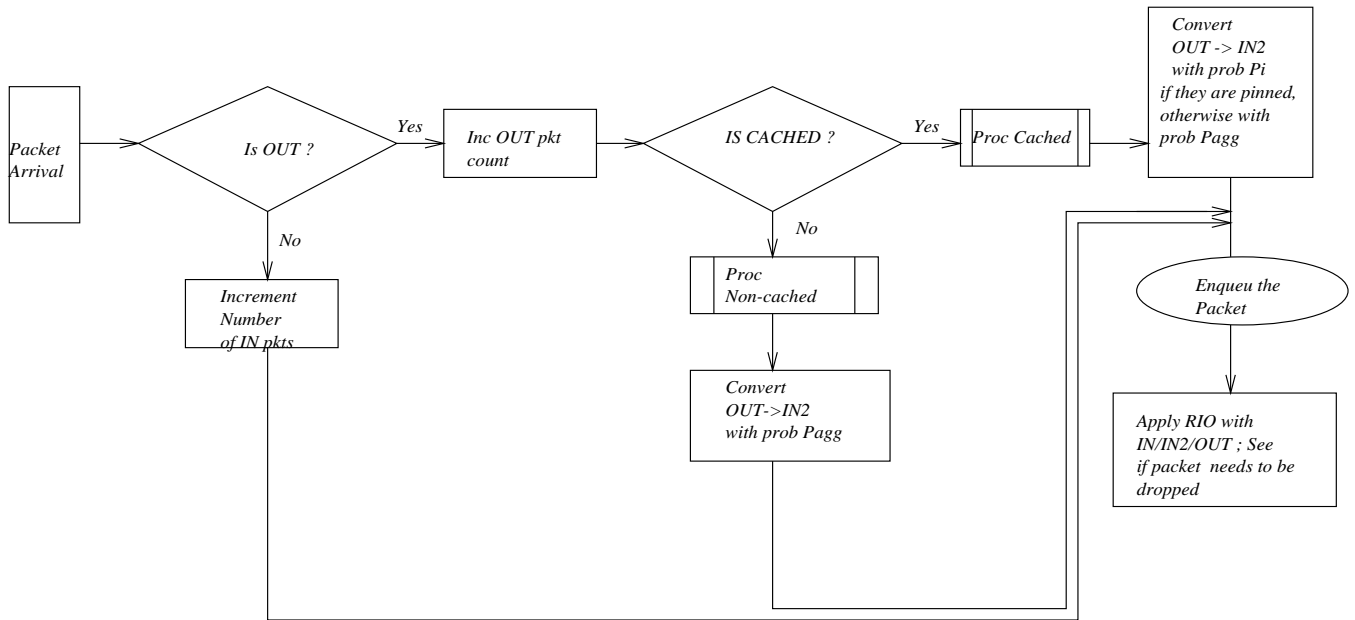 Packet
Arrival
Is OUT ?
Yes
Inc OUT pkt
count
IS CACHED ?
Yes
Proc Cached
Convert
OUT -> IN2
with prob Pi
if they are pinned,
otherwise with
prob Pagg
No
Increment
Number
of IN pkts
No
Proc
Non-cached
Convert
OUT->IN2
with prob Pagg
Enqueu the
Packet
Apply RIO with
IN/IN2/OUT ; See
if packet needs to be
dropped